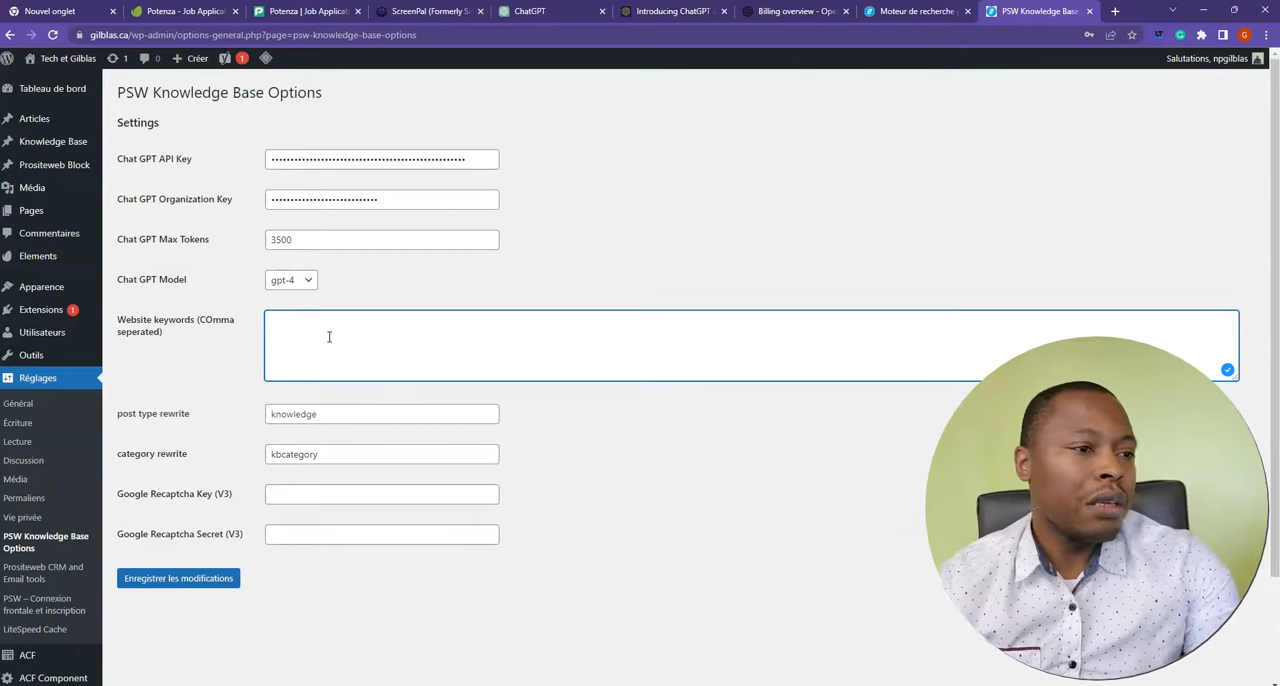 Nouvel onglet
Potenza - Job Applica
Potenza | Job Applicat
ScreenPal (Formerly Sc
ChatGPT
Introducing ChatGPT
Billing overview - Ope
Moteur de recherche
PSW Knowledge Base
gilblas.ca/wp-admin/options-general.php?page=psw-knowledge-base-options
G
Tech et Gilblas
1
0
Créer
1
Salutations, npgilblas
Tableau de bord
Articles
Knowledge Base
Prositeweb Block
Média
Pages
Commentaires
Elements
Apparence
Extensions 1
Utilisateurs
Outils
Réglages
Général
Écriture
Lecture
Discussion
Média
Permaliens
Vie privée
PSW Knowledge Base
Options
Prositeweb CRM and
Email tools
PSW – Connexion
frontale et inscription
LiteSpeed Cache
ACF
ACF Component
PSW Knowledge Base Options
Settings
Chat GPT API Key
Chat GPT Organization Key
Chat GPT Max Tokens
3500
Chat GPT Model
gpt-4
Website keywords (COmma
seperated)
post type rewrite
knowledge
category rewrite
kbcategory
Google Recaptcha Key (V3)
Google Recaptcha Secret (V3)
Enregistrer les modifications